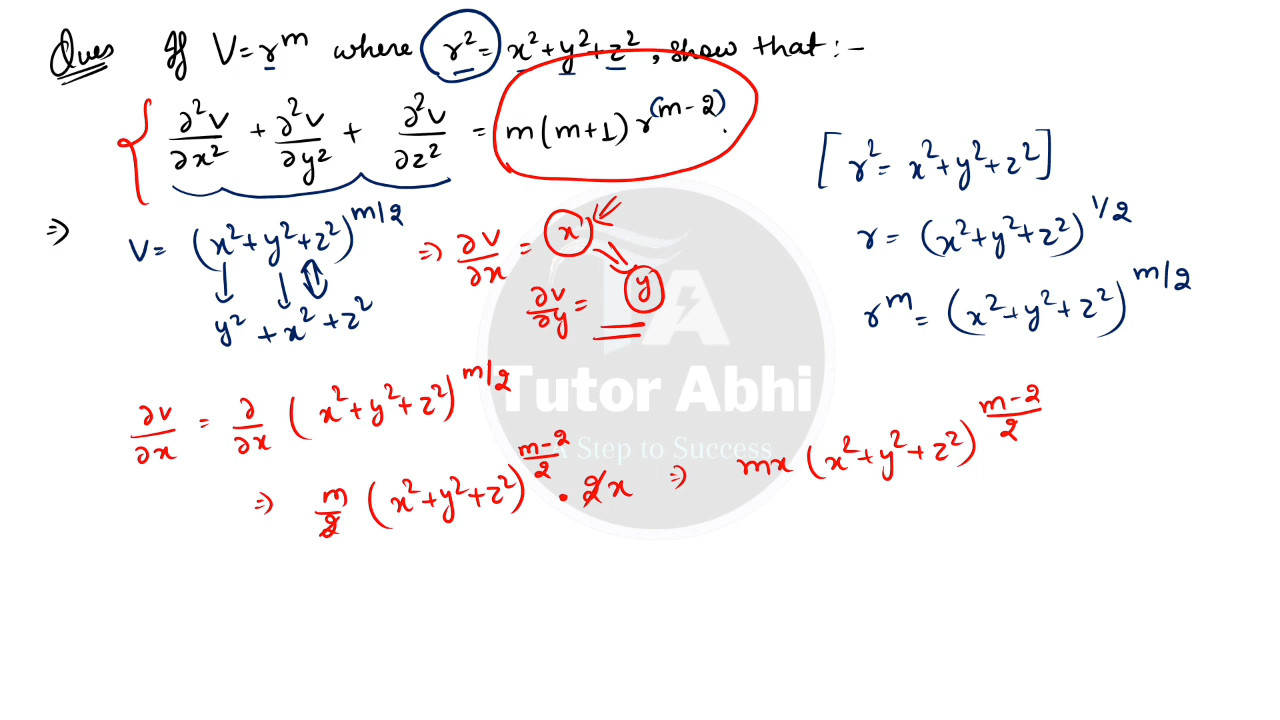 Ques If V = r^m where r² = x² + y² + z², show that :-
∂²V/∂x² + ∂²V/∂y² + ∂²V/∂z² = m(m+1) r^(m-2).
[r² = x² + y² + z²]
⇒ V = (x² + y² + z²)^m/2 ⇒ ∂V/∂x = x
r = (x² + y² + z²)^1/2
y² + x² + z²
∂V/∂y = y
r^m = (x² + y² + z²)^m/2
Tutor Abhi
A Step to Success
∂V/∂x = ∂/∂x (x² + y² + z²)^m/2
⇒ m/2 (x² + y² + z²)^(m-2)/2 · 2x ⇒ mx (x² + y² + z²)^(m-2)/2